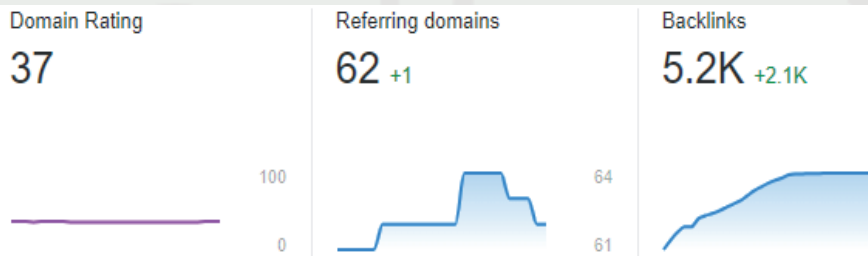 Domain Rating
37
100
0
Referring domains
62 +1
64
61
Backlinks
5.2K +2.1K